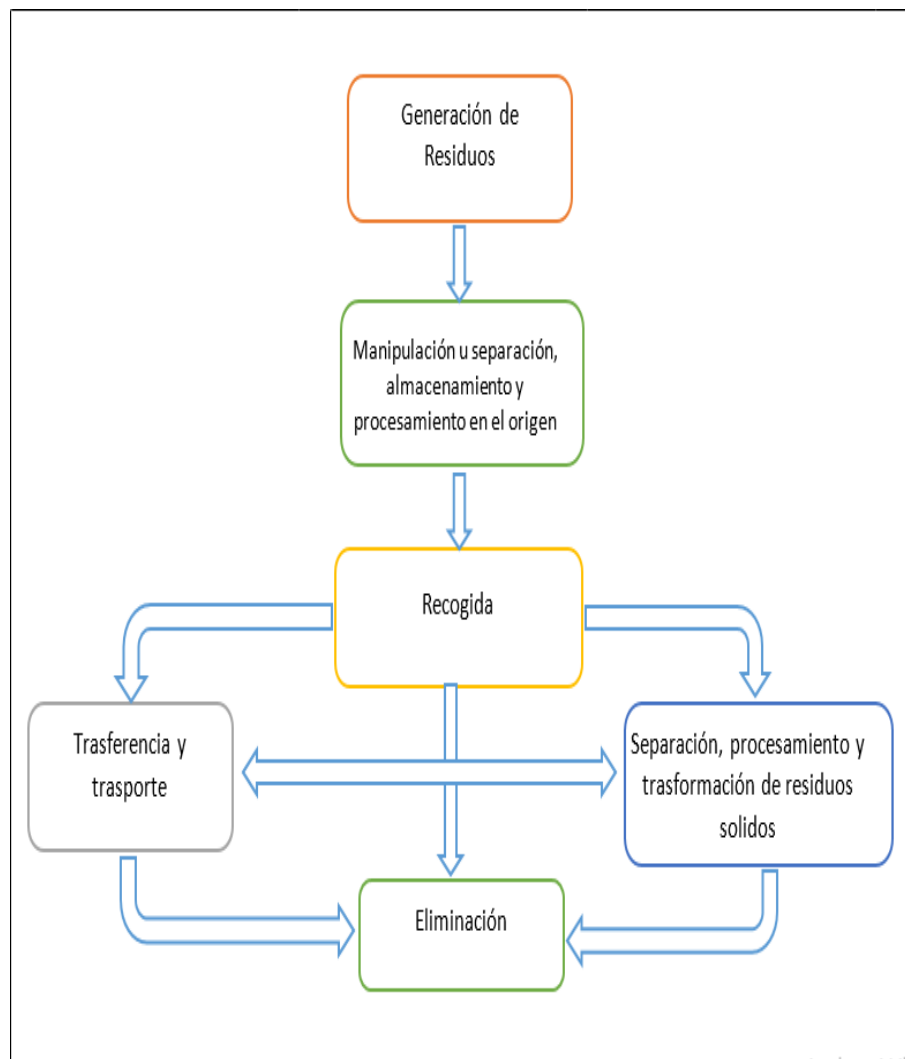 Generación de
Residuos
Manipulación u separación,
almacenamiento y
procesamiento en el origen
Recogida
Trasferencia y
trasporte
Separación, procesamiento y
trasformación de residuos
solidos
Eliminación